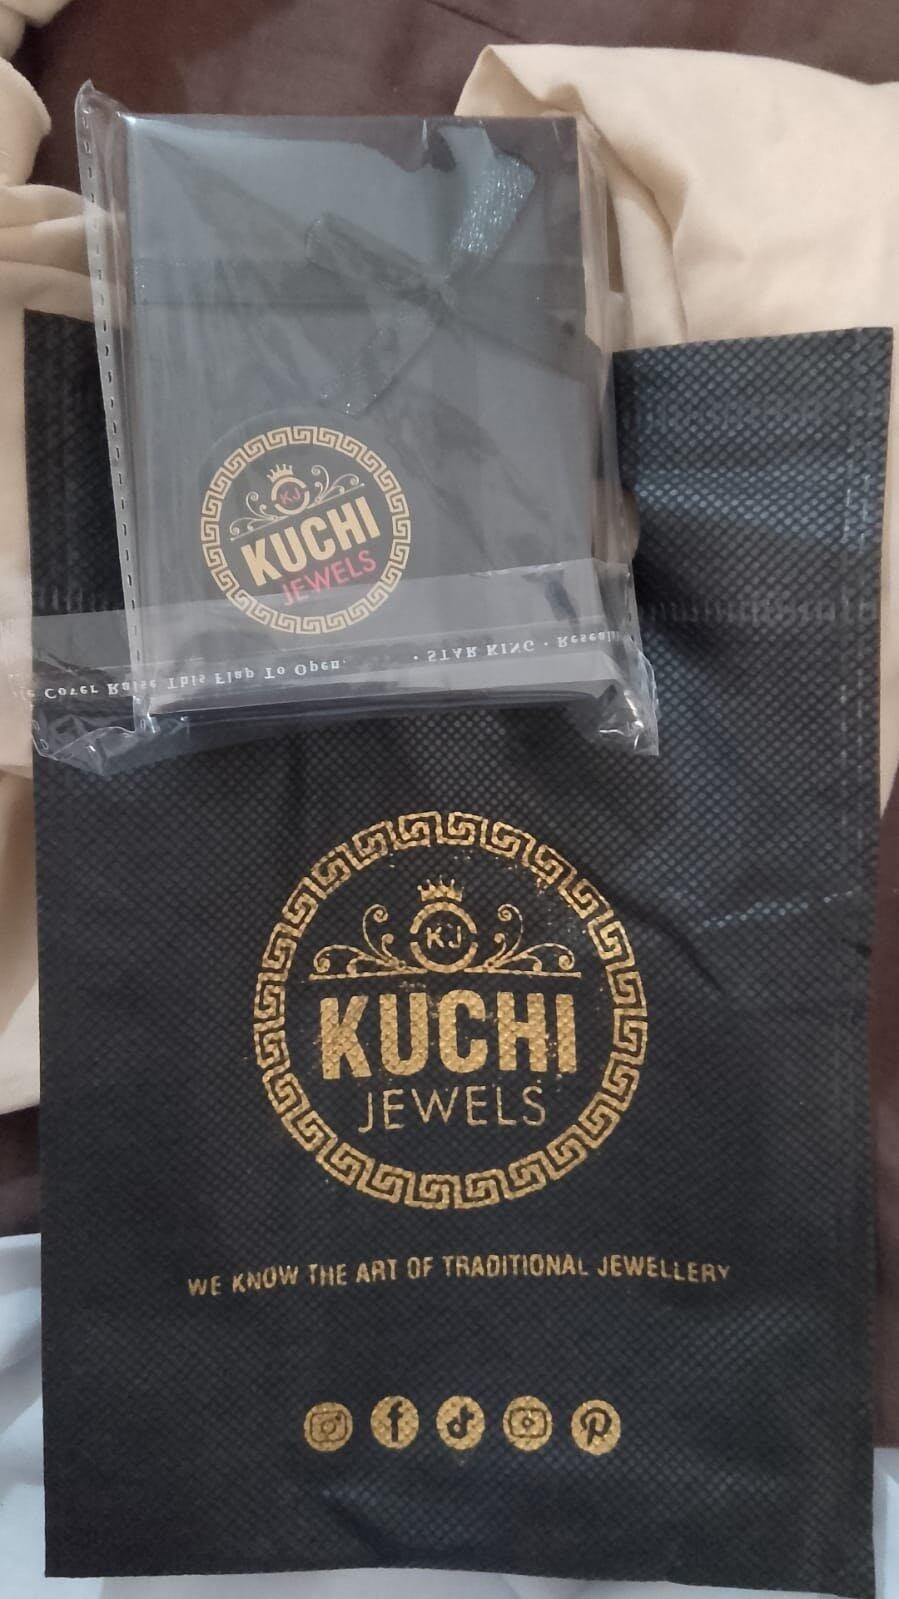 KJ
KUCHI
JEWELS
Cover Raise This Flap To Open.
• STAR KING •
KJ
KUCHI
JEWELS
WE KNOW THE ART OF TRADITIONAL JEWELLERY